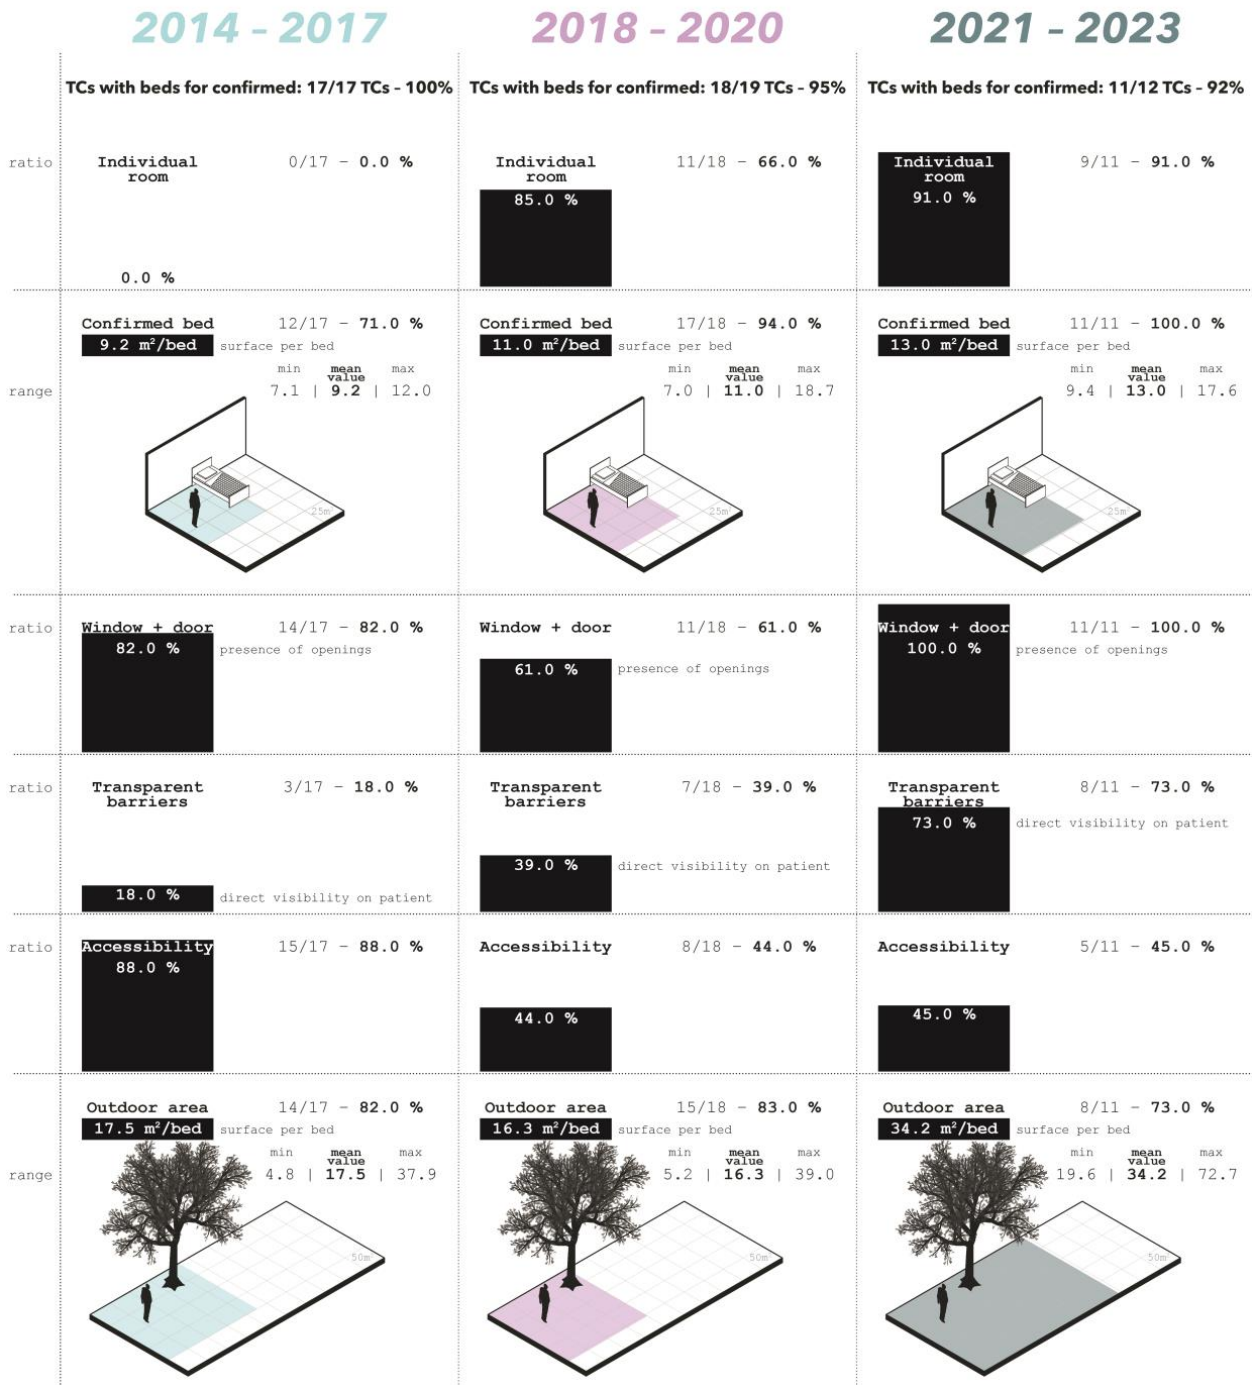 2014 – 2017 2018 – 2020 2021 – 2023
TCs with beds for confirmed: 17/17 TCs – 100% TCs with beds for confirmed: 18/19 TCs – 95% TCs with beds for confirmed: 11/12 TCs – 92%
ratio Individual room 0/17 – 0.0 % Individual room 11/18 – 66.0 % Individual room 9/11 – 91.0 %
85.0 % 91.0 %
0.0 %
Confirmed bed 12/17 – 71.0 % Confirmed bed 17/18 – 94.0 % Confirmed bed 11/11 – 100.0 %
9.2 m²/bed surface per bed 11.0 m²/bed surface per bed 13.0 m²/bed surface per bed
min mean value max min mean value max min mean value max
range 7.1 | 9.2 | 12.0 7.0 | 11.0 | 18.7 9.4 | 13.0 | 17.6
25m² 25m² 25m²
ratio Window + door 14/17 – 82.0 % Window + door 11/18 – 61.0 % Window + door 11/11 – 100.0 %
82.0 % presence of openings 61.0 % presence of openings 100.0 % presence of openings
ratio Transparent barriers 3/17 – 18.0 % Transparent barriers 7/18 – 39.0 % Transparent barriers 8/11 – 73.0 %
73.0 % direct visibility on patient
39.0 % direct visibility on patient
18.0 % direct visibility on patient
ratio Accessibility 15/17 – 88.0 % Accessibility 8/18 – 44.0 % Accessibility 5/11 – 45.0 %
88.0 %
44.0 % 45.0 %
Outdoor area 14/17 – 82.0 % Outdoor area 15/18 – 83.0 % Outdoor area 8/11 – 73.0 %
17.5 m²/bed surface per bed 16.3 m²/bed surface per bed 34.2 m²/bed surface per bed
min mean value max min mean value max min mean value max
range 4.8 | 17.5 | 37.9 5.2 | 16.3 | 39.0 19.6 | 34.2 | 72.7
50m² 50m² 50m²